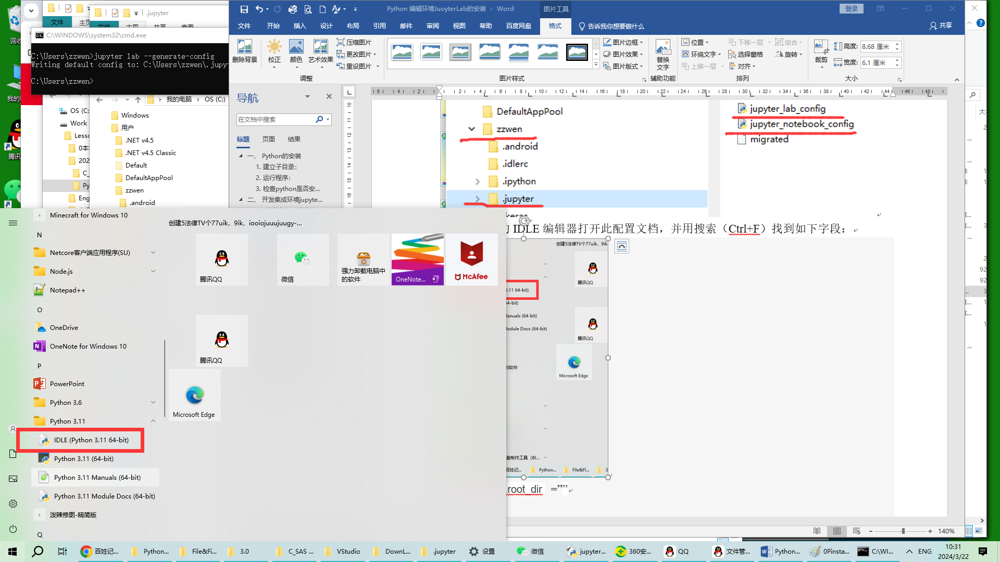 Python 编辑环境JuoyterLab的安装 - Word
图片工具
登录
文件
开始
插入
设计
布局
引用
邮件
审阅
视图
帮助
百度网盘
格式
告诉我你想要做什么
共享
删除背景
校正
颜色
艺术效果
压缩图片
更改图片
重设图片
调整
图片样式
图片边框
图片效果
图片版式
替换
文字
辅助功能
位置
环绕文字
上移一层
下移一层
选择窗格
对齐
组合
旋转
排列
裁剪
高度: 8.68 厘米
宽度: 6.1 厘米
大小
回收
文件
.jupyter
C:\WINDOWS\system32\cmd.exe
C:\Users\zzwen>jupyter lab --generate-config
Writing default config to: C:\Users\zzwen\.jupy
C:\Users\zzwen>
我的电脑 > OS (C:)
OS (C:
Work
Lesso
0本
202
C_
Py
Eng
Windows
用户
.NET v4.5
.NET v4.5 Classic
Default
DefaultAppPool
zzwen
.android
导航
在文档中搜索
标题
页面
结果
一、 Python的安装
1. 建立子目录:
2. 运行程序:
3. 检查python是否安...
二、 开发集成环境jupyte...
DefaultAppPool
zzwen
.android
.idlerc
.ipython
.jupyter
jupyter_lab_config
jupyter_notebook_config
migrated
IDLE 编辑器打开此配置文档，并用搜索（Ctrl+F）找到如下字段：
创建5法律TV个77uik，9ik
3.11 64-bit)
64-bit)
Manuals (64-bit)
Module Docs (64-bit)
腾讯QQ
腾讯QQ
的软件
Microsoft Edge
盘制作工具（BI...
百姓记...
Python...
File&Fi...
3
.root_dir =””
140%
Minecraft for Windows 10
N
Netcore客户端应用程序(SU)
Node.js
Notepad++
O
OneDrive
OneNote for Windows 10
P
PowerPoint
Python 3.6
Python 3.11
IDLE (Python 3.11 64-bit)
Python 3.11 (64-bit)
Python 3.11 Manuals (64-bit)
Python 3.11 Module Docs (64-bit)
泼辣修图-精简版
Q
创建5法律TV个77uik，9ik，iooiojuuujuugy-...
腾讯QQ
微信
强力卸载电脑中
的软件
OneNote...
McAfee
腾讯QQ
Microsoft Edge
百姓记...
Python...
File&Fi...
3.0
C_SAS ...
VStudio
DownL...
.jupyter
设置
微信
jupyter...
360安...
QQ
文件管...
Python...
0Pinsta...
C:\WI...
ENG
10:31
2024/3/22